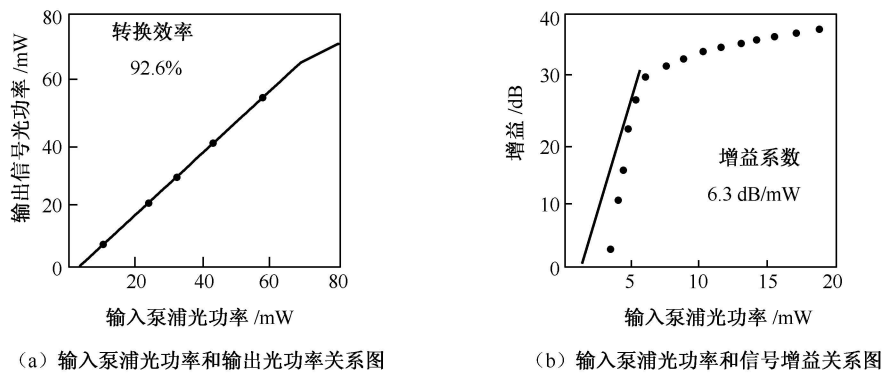 80
60
40
20
0
输出信号光功率 /mW
转换效率
92.6%
20
40
60
80
输入泵浦光功率 /mW
(a) 输入泵浦光功率和输出光功率关系图
40
30
20
10
0
增益 /dB
增益系数
6.3 dB/mW
5
10
15
20
输入泵浦光功率 /mW
(b) 输入泵浦光功率和信号增益关系图